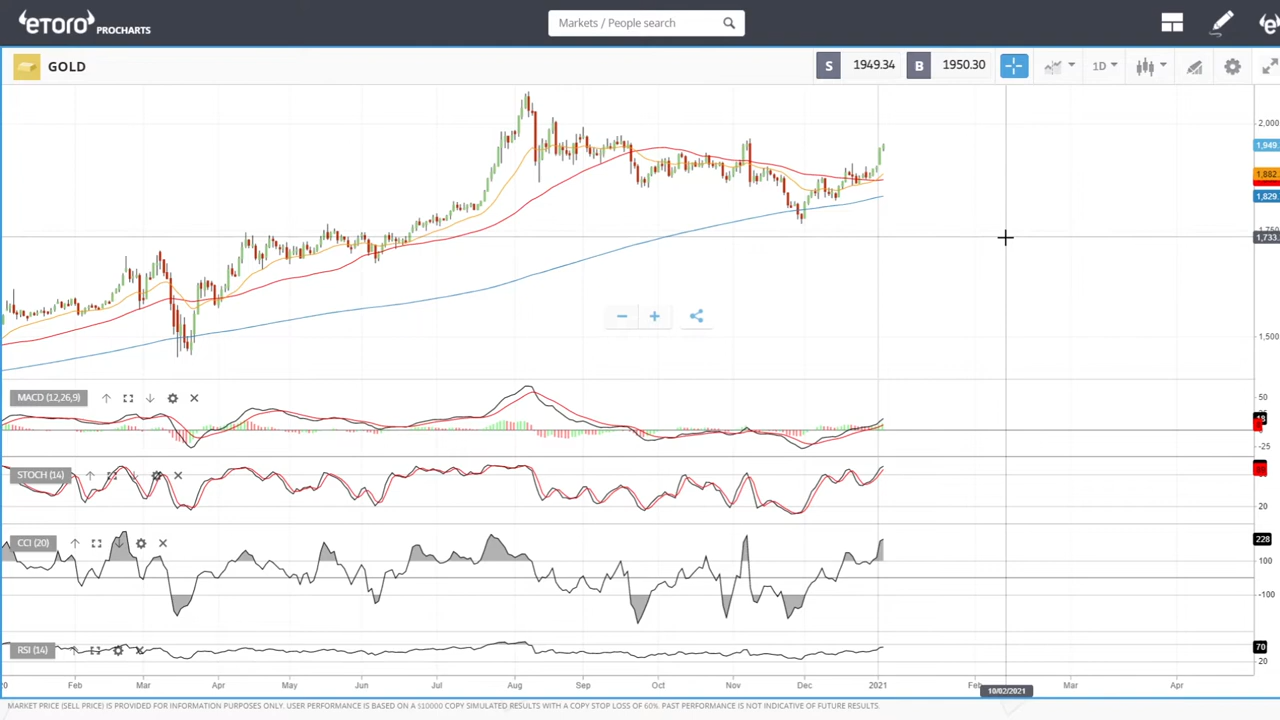 etoro PROCHARTS
Markets / People search
GOLD
S 1949.34 B 1950.30
1D
2,000
1,949.
1,882.
1,829.
1,733.
1,500
MACD (12,26,9)
50
18
-25
STOCH (14)
20
CCI (20)
228
100
-100
RSI (14)
70
20
20 Feb Mar Apr May Jun Jul Aug Sep Oct Nov Dec 2021 Feb Mar Apr
10/02/2021
MARKET PRICE (SELL PRICE) IS PROVIDED FOR INFORMATION PURPOSES ONLY. USER PERFORMANCE IS BASED ON A $10000 COPY SIMULATED RESULTS WITH A COPY STOP LOSS OF 60%. PAST PERFORMANCE IS NOT INDICATIVE OF FUTURE RESULTS.